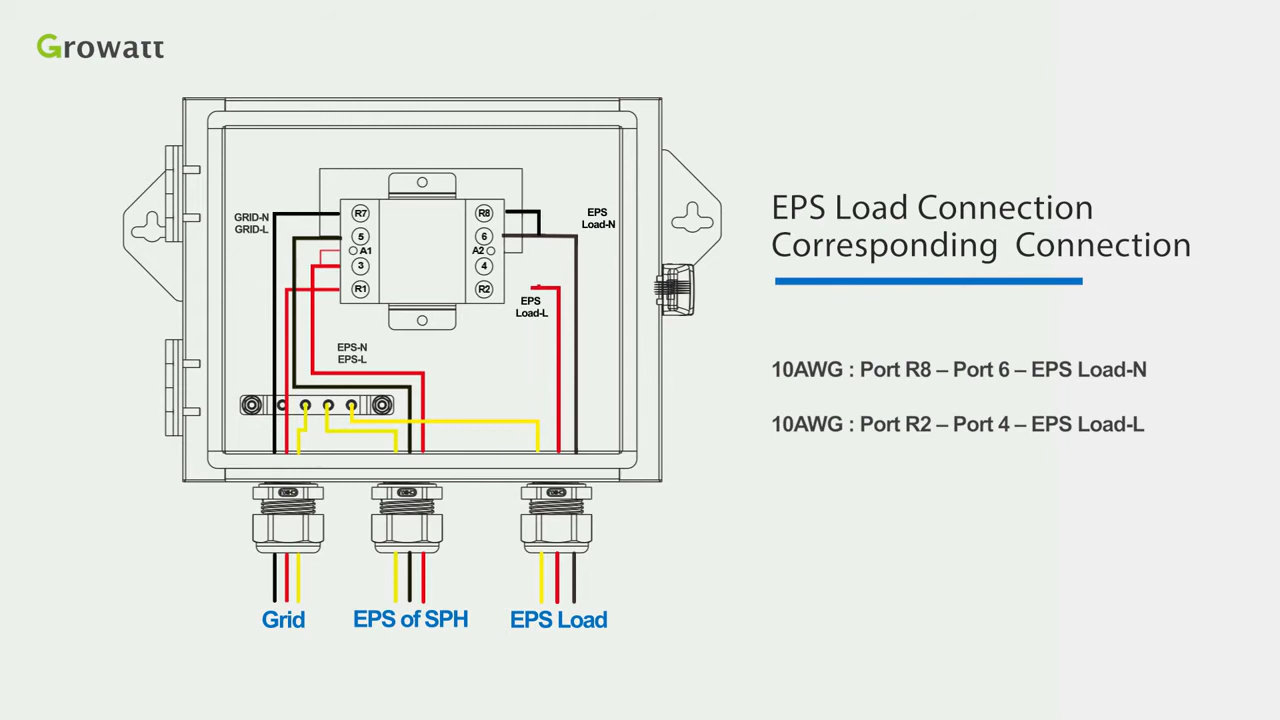 Growatt
EPS Load Connection
Corresponding Connection
10AWG : Port R8 – Port 6 – EPS Load-N
10AWG : Port R2 – Port 4 – EPS Load-L
GRID-N
GRID-L
R7
5
A1
3
R1
R8
6
A2
4
R2
EPS
Load-N
EPS
Load-L
EPS-N
EPS-L
Grid
EPS of SPH
EPS Load